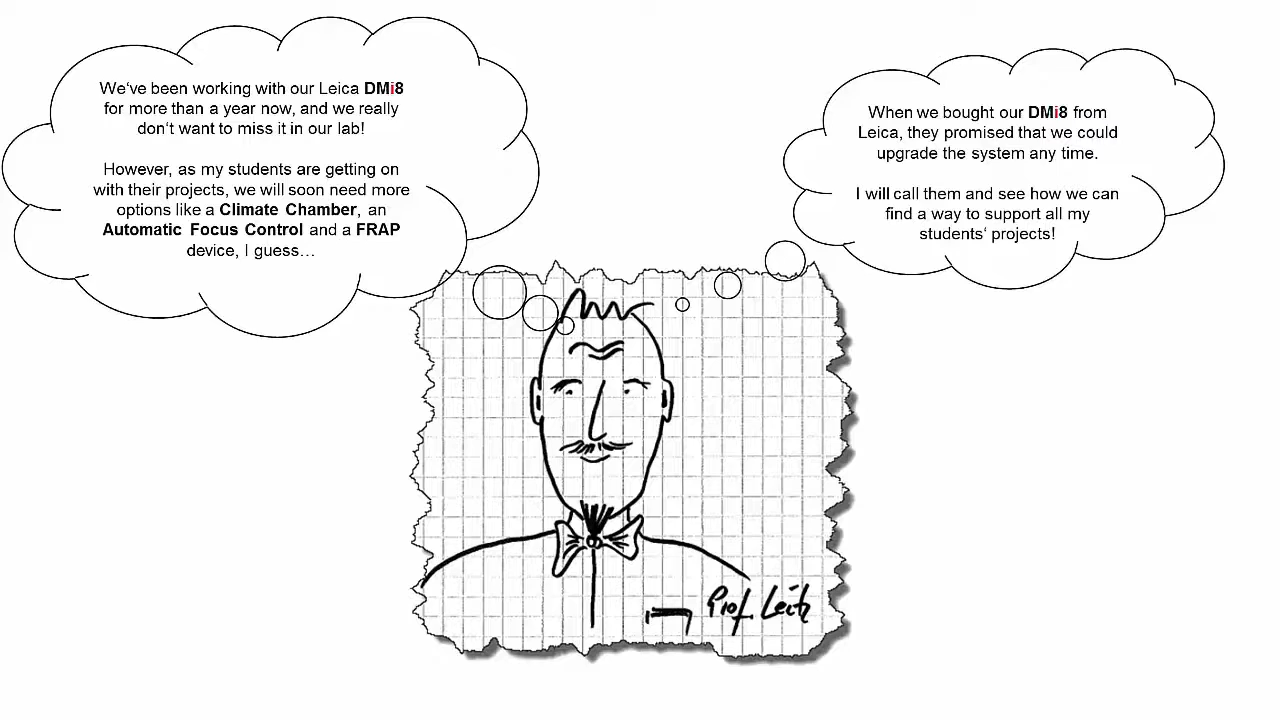 We've been working with our Leica DMi8
for more than a year now, and we really
don't want to miss it in our lab!
However, as my students are getting on
with their projects, we will soon need more
options like a Climate Chamber, an
Automatic Focus Control and a FRAP
device, I guess...
When we bought our DMi8 from
Leica, they promised that we could
upgrade the system any time.
I will call them and see how we can
find a way to support all my
students' projects!
Prof. Leitz